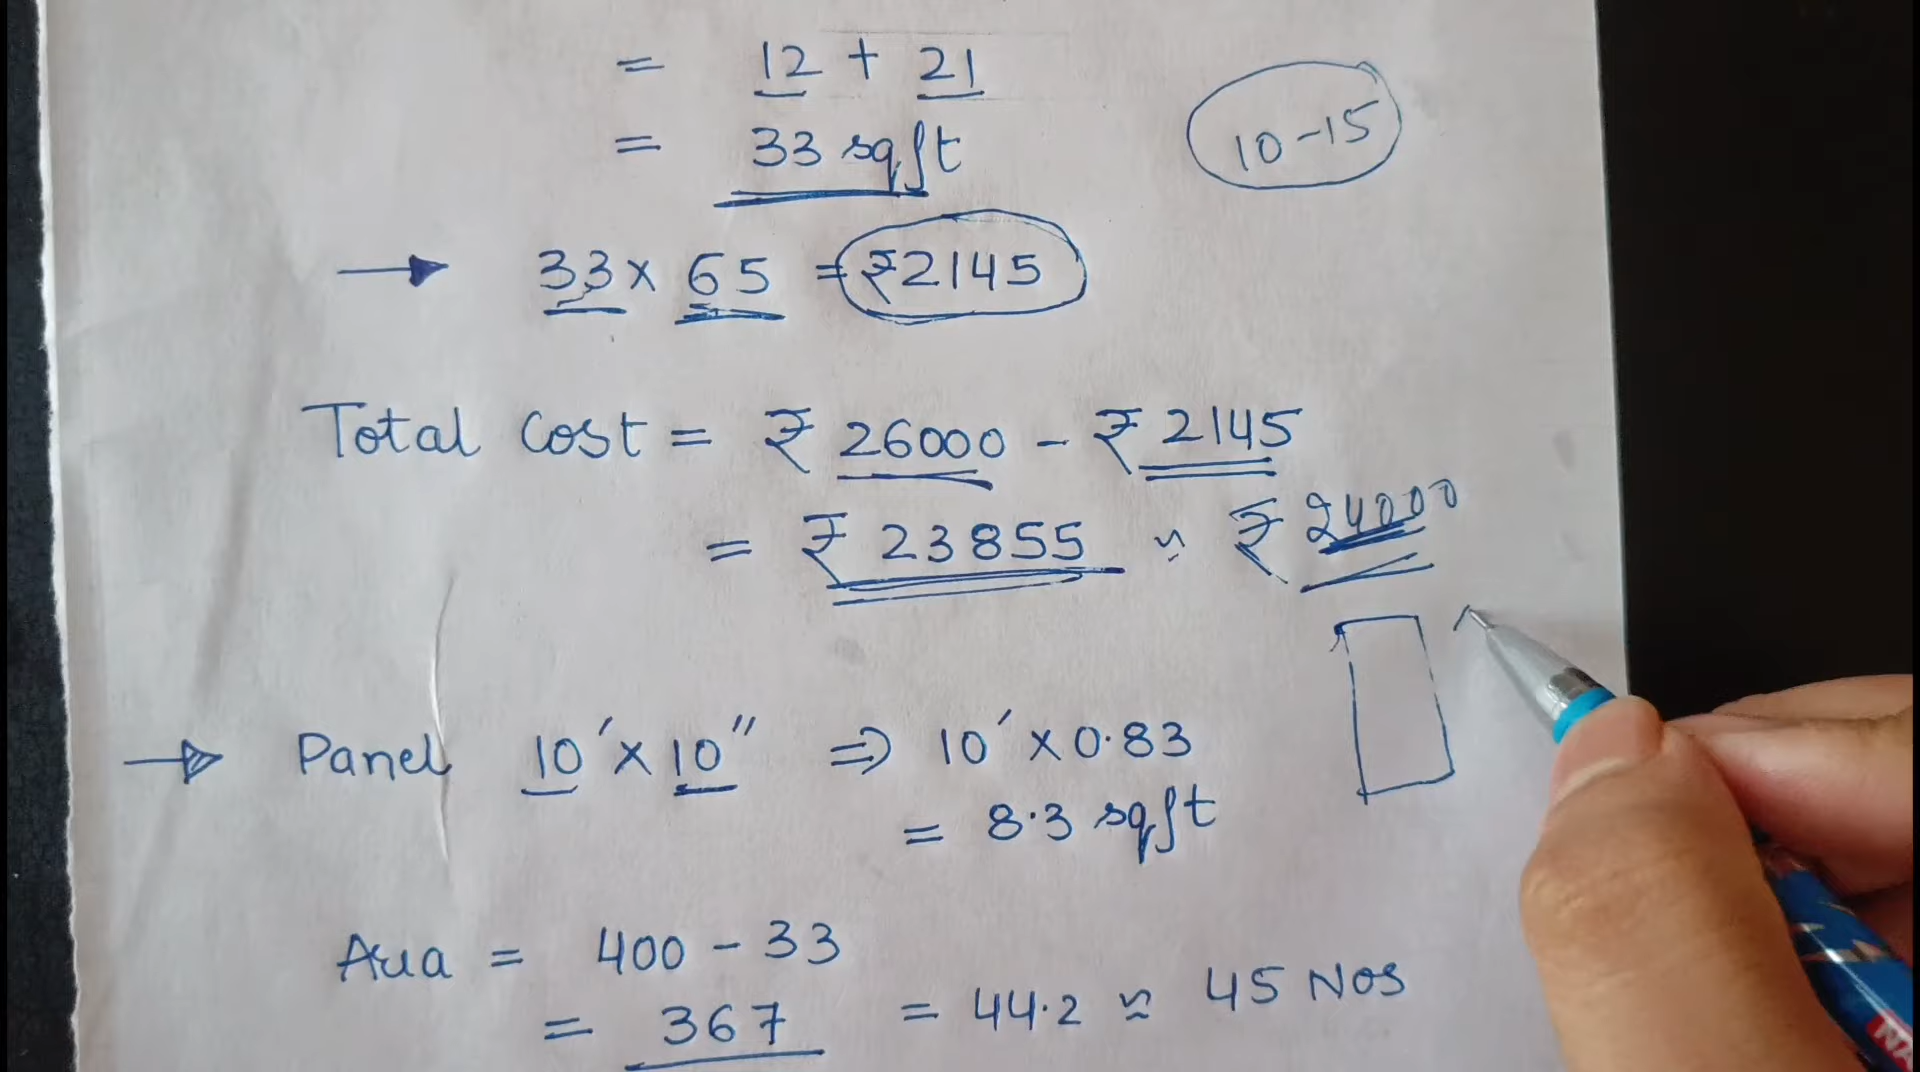 = 12 + 21
= 33 sqft
10-15
→ 33 x 65 = ₹2145
Total Cost = ₹ 26000 - ₹ 2145
= ₹ 23855 ≈ ₹ 24000
→ Panel 10' x 10" ⇒ 10' x 0.83
= 8.3 sqft
Area = 400 - 33
= 367 = 44.2 ≈ 45 Nos